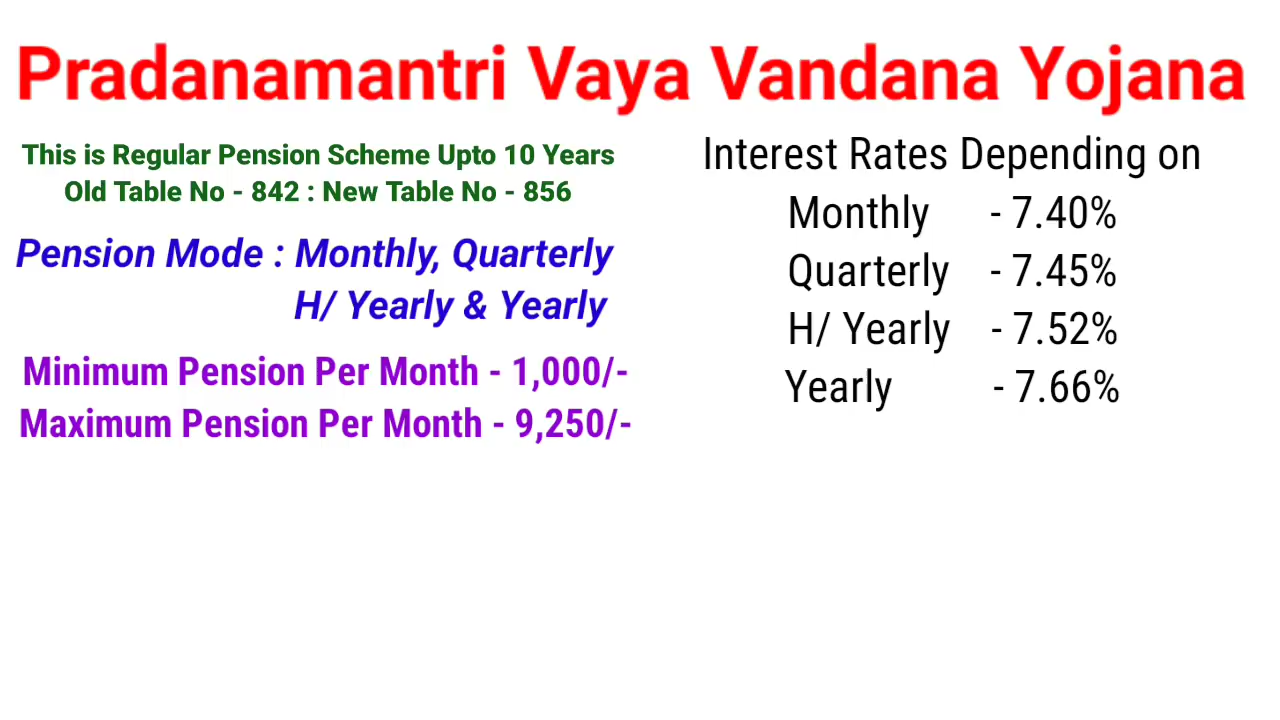 Pradanamantri Vaya Vandana Yojana
This is Regular Pension Scheme Upto 10 Years
Old Table No - 842 : New Table No - 856
Pension Mode : Monthly, Quarterly
H/ Yearly & Yearly
Minimum Pension Per Month - 1,000/-
Maximum Pension Per Month - 9,250/-
Interest Rates Depending on
Monthly - 7.40%
Quarterly - 7.45%
H/ Yearly - 7.52%
Yearly - 7.66%